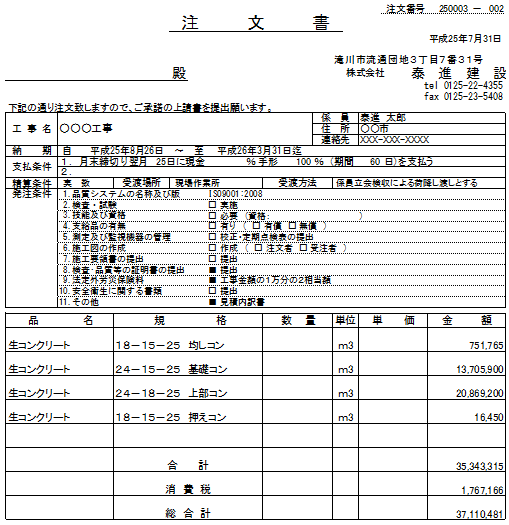 注文番号 250003 － 002
注 文 書
平成25年7月31日
滝川市流通団地３丁目７番３１号
殿
株式会社 泰 進 建 設
tel 0125-22-4355
fax 0125-23-5408
下記の通り注文致しますので、ご承諾の上請書を提出願います。
工 事 名 〇〇〇工事 係 員 泰進 太郎
住 所 〇〇市
連絡先 XXX-XXX-XXXX
納 期 自 平成25年8月26日 ～ 至 平成26年3月31日迄
支払条件 １．月末締切り翌月 25日に現金 ％手形 100 ％ (期間 60 日)を支払う
２．
積算条件 実 数 受渡場所 現場作業所 受渡方法 係員立会検収による荷降し渡しとする
発注条件 1.品質システムの名称及び版 ISO9001:2008
2.検査・試験 □ 実施
3.技能及び資格 □ 必要 (資格: )
4.支給品の有無 □ 有り ( □ 有償 □ 無償 )
5.測定及び監視機器の管理 □ 校正・定期点検表の提出
6.施工図の作成 □ 作成 ( □ 注文者 □ 受注者 )
7.施工要領書の提出 □ 提出
8.検査・品質等の証明書の提出 ■ 提出
9.法定外労災保険料 ■ 工事金額の1万分の2相当額
10.安全衛生に関する書類 □ 提出
11.その他 ■ 見積内訳書
品 名 規 格 数 量 単位 単 価 金 額
生コンクリート １８－１５－２５ 均しコン ｍ3 751,765
生コンクリート ２４－１５－２５ 基礎コン ｍ3 13,705,900
生コンクリート ２４－１８－２５ 上部コン ｍ3 20,869,200
生コンクリート １８－１５－２５ 押えコン ｍ3 16,450
合 計 35,343,315
消 費 税 1,767,166
総 合 計 37,110,481